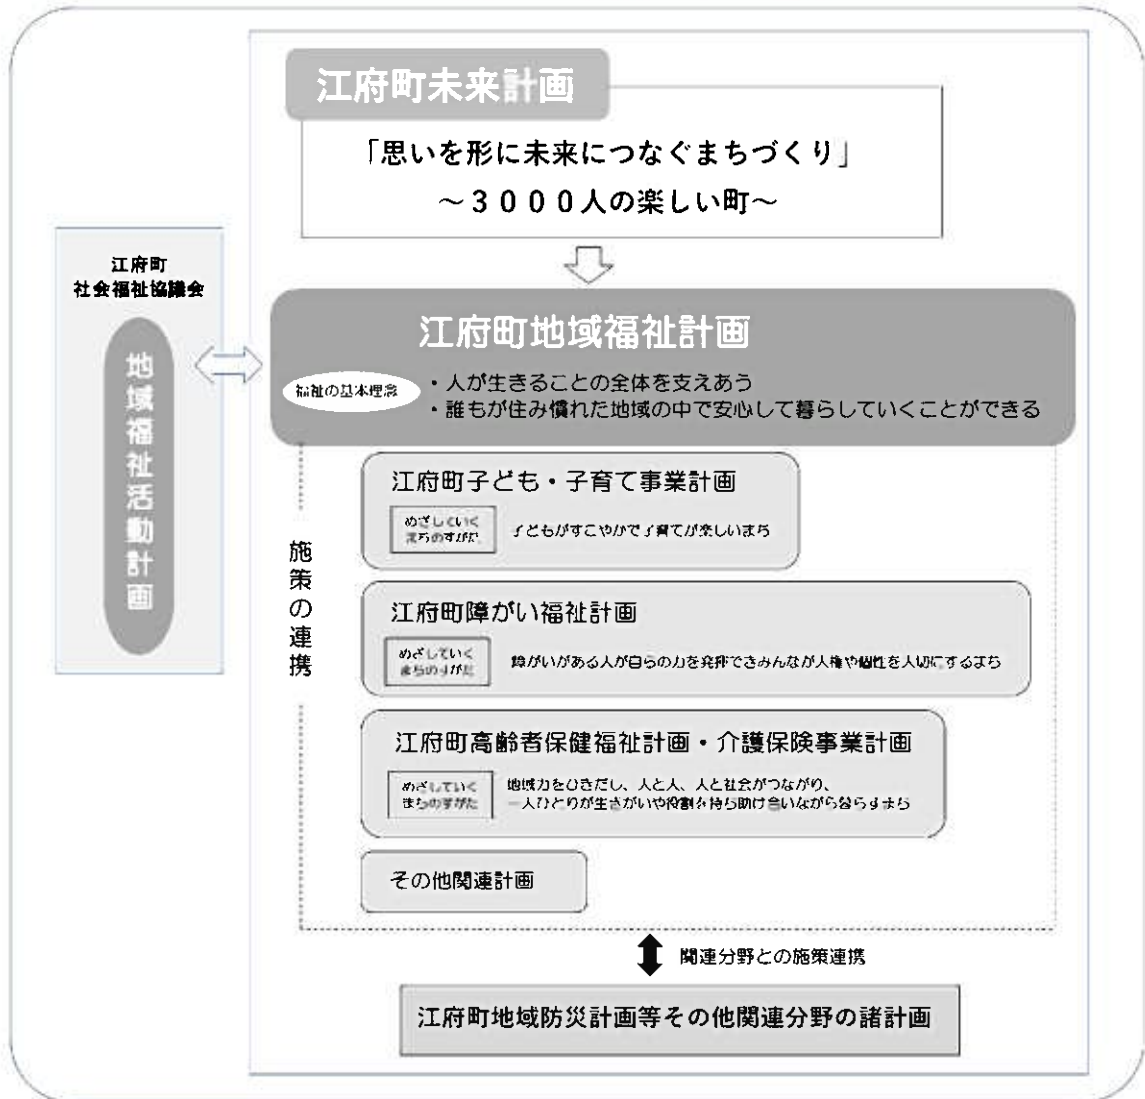 江府町未来計画
「思いを形に未来につなぐまちづくり」
～３０００人の楽しい町～
江府町
社会福祉協議会
地域福祉活動計画
江府町地域福祉計画
福祉の基本理念
・人が生きることの全体を支えあう
・誰もが住み慣れた地域の中で安心して暮らしていくことができる
施策の連携
江府町子ども・子育て事業計画
めざしていく
まちのすがた
子どもがすこやかで子育てが楽しいまち
江府町障がい福祉計画
めざしていく
まちのすがた
障がいがある人が自らの力を発揮できみんなが人権や個性を大切にするまち
江府町高齢者保健福祉計画・介護保険事業計画
めざしていく
まちのすがた
地域力をひきだし、人と人、人と社会がつながり、
一人ひとりが生きがいや役割を持ち助け合いながら暮らすまち
その他関連計画
関連分野との施策連携
江府町地域防災計画等その他関連分野の諸計画